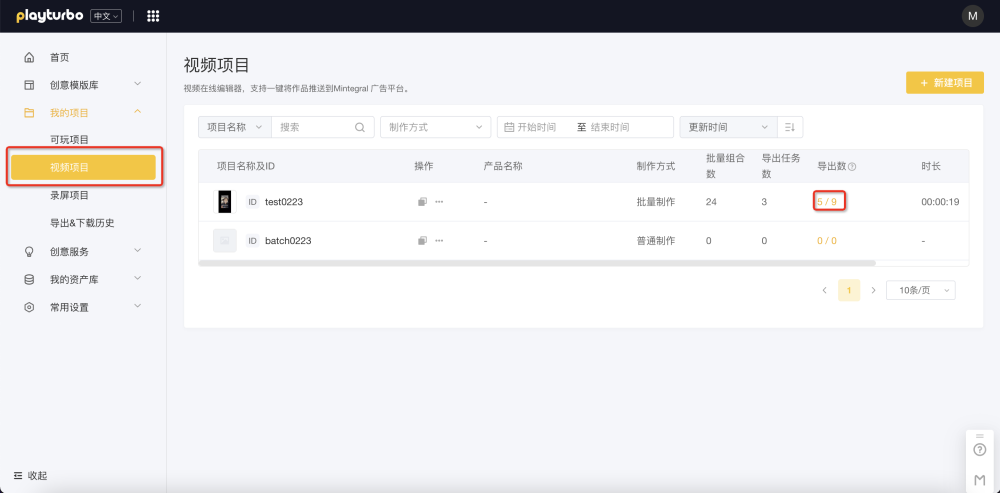 playturbo 中文
M
首页
创意模版库
我的项目
可玩项目
视频项目
录屏项目
导出&下载历史
创意服务
我的资产库
常用设置
收起
视频项目
视频在线编辑器，支持一键将作品推送到Mintegral 广告平台。
+ 新建项目
项目名称 搜索 制作方式 开始时间 至 结束时间 更新时间
项目名称及ID 操作 产品名称 制作方式 批量组合数 导出任务数 导出数 时长
ID test0223 - 批量制作 24 3 5 / 9 00:00:19
ID batch0223 - 普通制作 0 0 0 / 0 -
1 10条/页